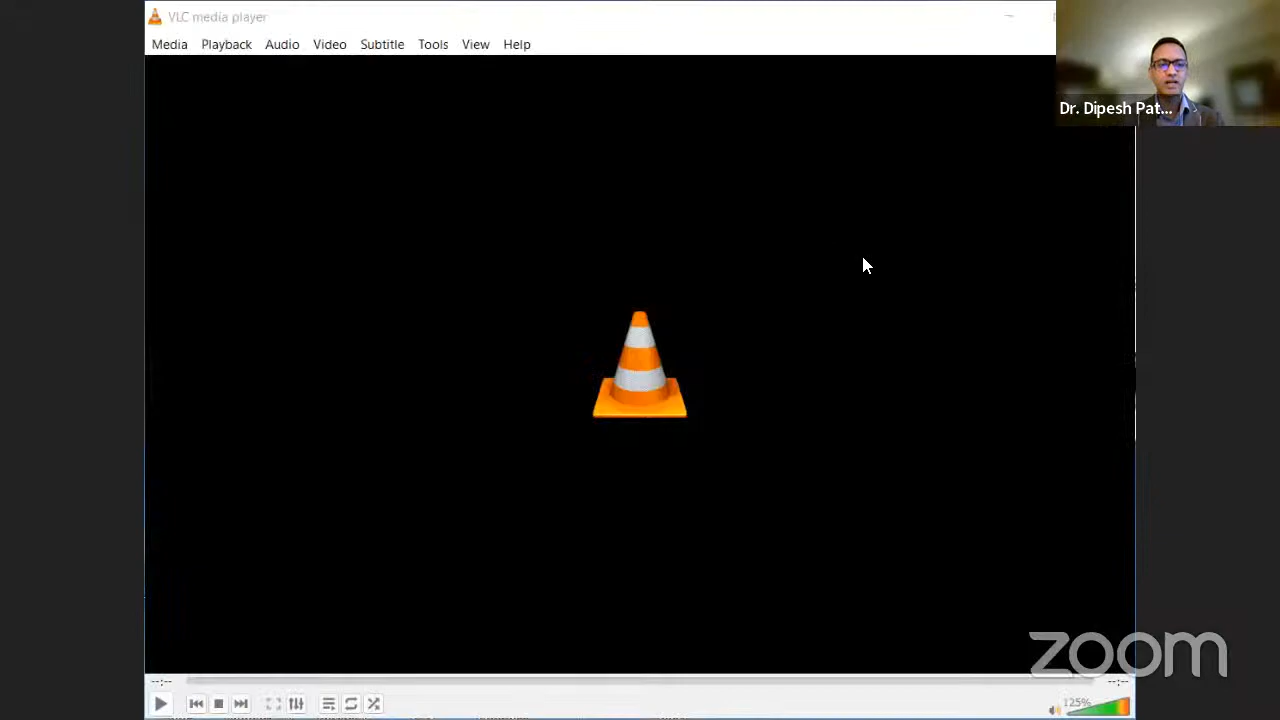 VLC media player
Media Playback Audio Video Subtitle Tools View Help
Dr. Dipesh Pat...
zoom
--:-- --:--
125%